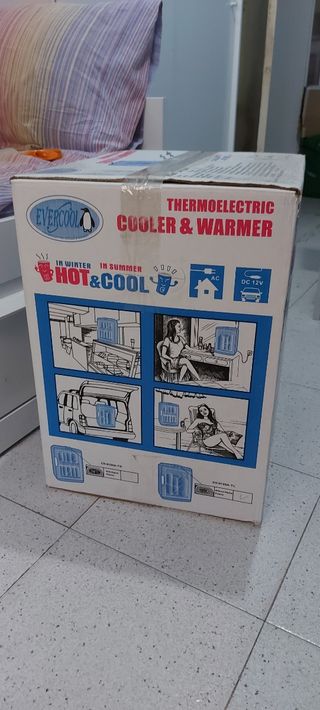 EVERCOOL
THERMOELECTRIC
COOLER & WARMER
IN WINTER IN SUMMER
HOT&COOL
AC
DC 12V